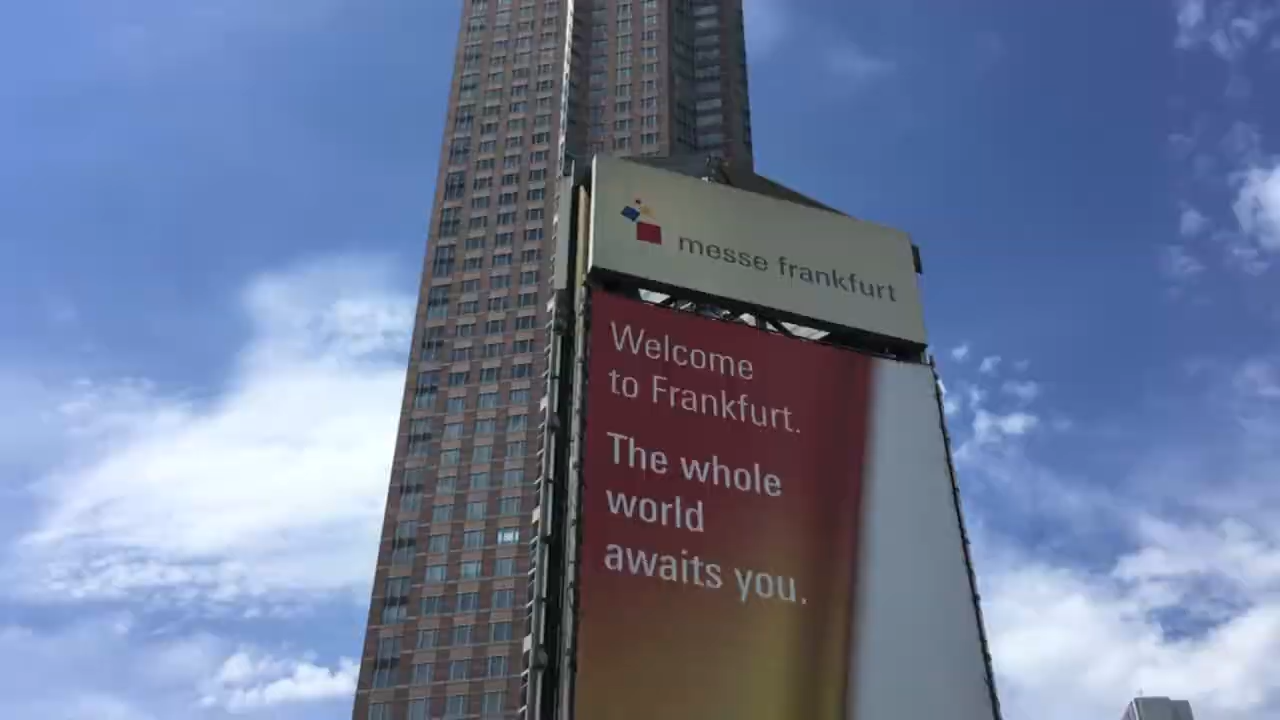 messe frankfurt
Welcome
to Frankfurt.
The whole
world
awaits you.